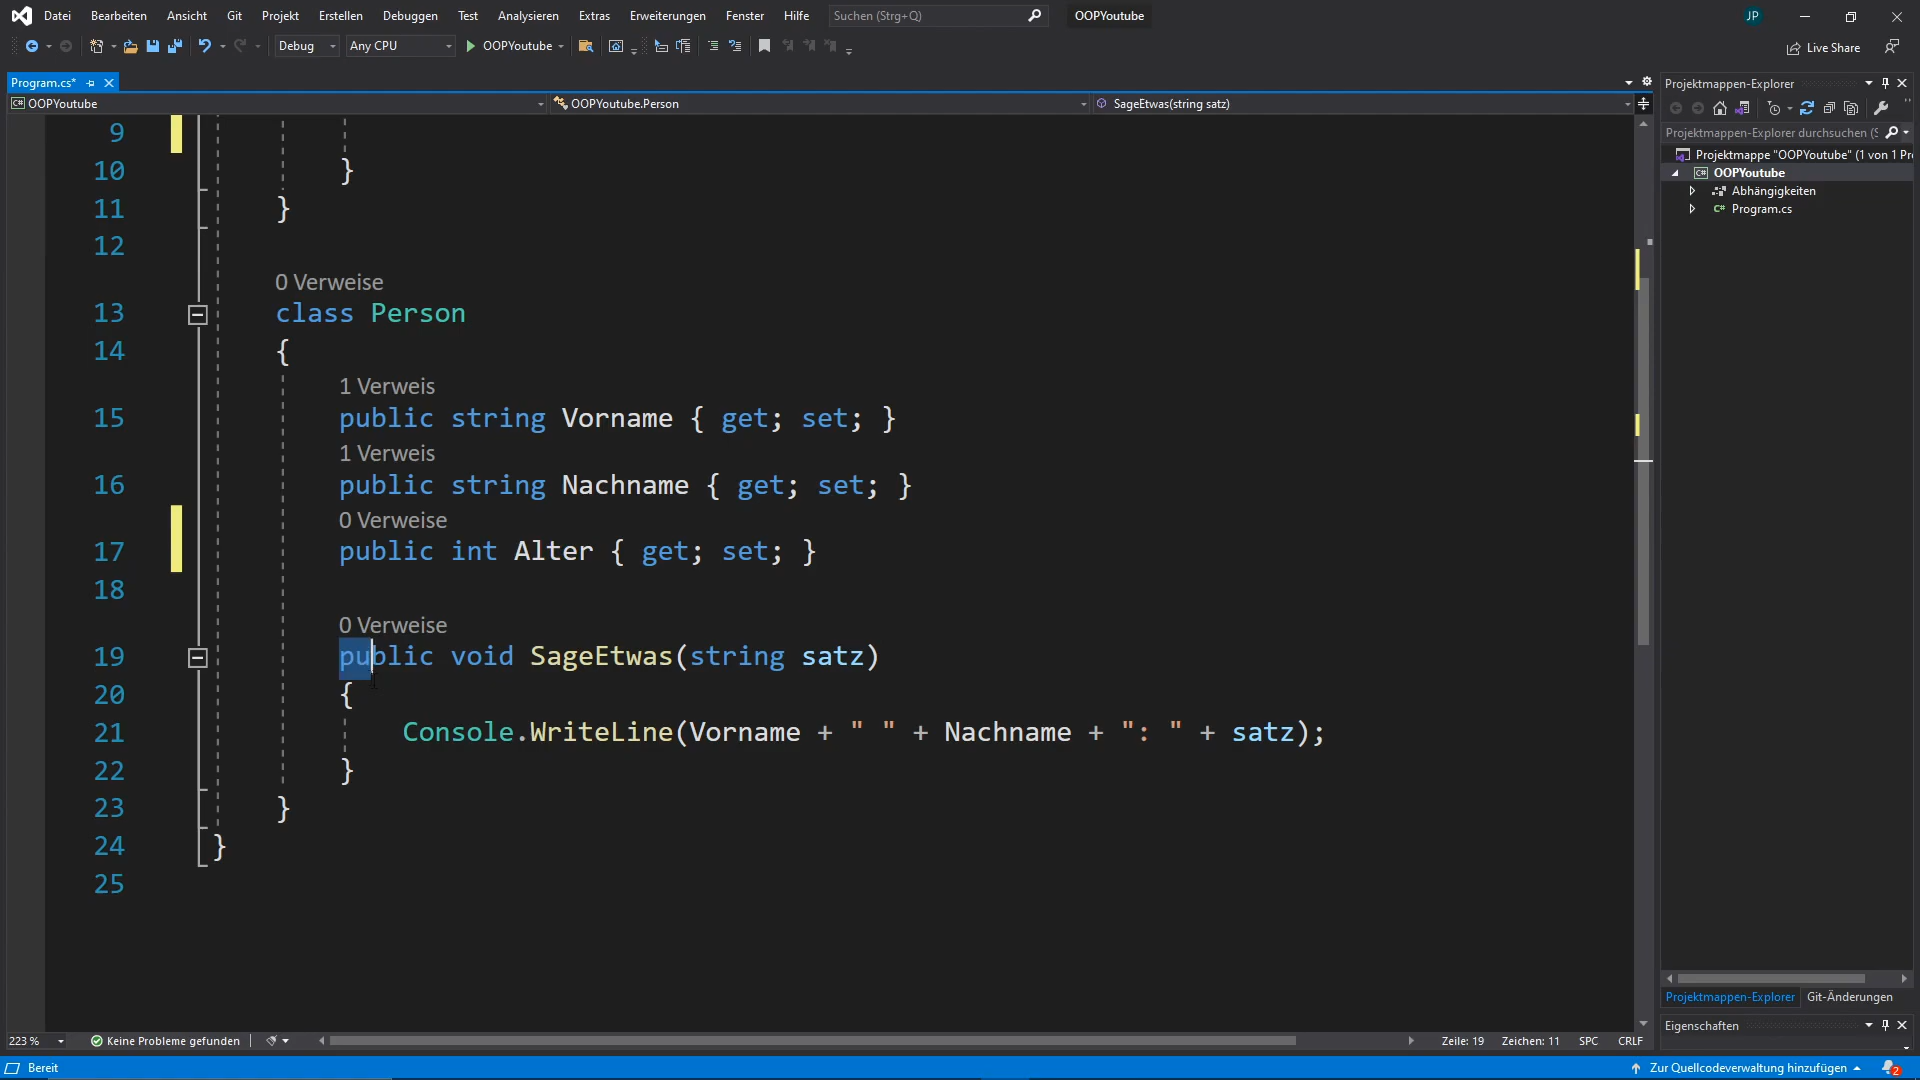 Datei Bearbeiten Ansicht Git Projekt Erstellen Debuggen Test Analysieren Extras Erweiterungen Fenster Hilfe Suchen (Strg+Q) OOPYoutube JP
Debug Any CPU OOPYoutube Live Share
Program.cs*
OOPYoutube OOPYoutube.Person SageEtwas(string satz)
9
10 }
11 }
12
0 Verweise
13 class Person
14 {
1 Verweis
15 public string Vorname { get; set; }
1 Verweis
16 public string Nachname { get; set; }
0 Verweise
17 public int Alter { get; set; }
18
0 Verweise
19 public void SageEtwas(string satz)
20 {
21 Console.WriteLine(Vorname + " " + Nachname + ": " + satz);
22 }
23 }
24 }
25
Projektmappen-Explorer
Projektmappen-Explorer durchsuchen (S
Projektmappe "OOPYoutube" (1 von 1 Pr
C# OOPYoutube
Abhängigkeiten
C# Program.cs
Projektmappen-Explorer Git-Änderungen
Eigenschaften
223 % Keine Probleme gefunden Zeile: 19 Zeichen: 11 SPC CRLF
Bereit Zur Quellcodeverwaltung hinzufügen 2